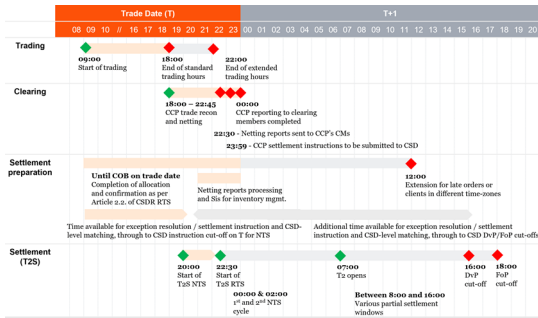 Trade Date (T) T+1
08 09 10 // 16 17 18 19 20 21 22 23 00 01 02 03 04 05 06 07 08 09 10 11 12 13 14 15 16 17 18 19 20
Trading
09:00
Start of trading
18:00
End of standard
trading hours
22:00
End of extended
trading hours
Clearing
18:00 – 22:45
CCP trade recon
and netting
00:00
CCP reporting to clearing
members completed
22:30 - Netting reports sent to CCP's CMs
23:59 - CCP settlement instructions to be submitted to CSD
Settlement
preparation
Until COB on trade date
Completion of allocation
and confirmation as per
Article 2.2. of CSDR RTS
Netting reports processing
and Sis for inventory mgmt.
12:00
Extension for late orders or
clients in different time-zones
Time available for exception resolution / settlement instruction and CSD-
level matching, through to CSD instruction cut-off on T for NTS
Additional time available for exception resolution / settlement
instruction and CSD-level matching, through to CSD DvP/FoP cut-offs
Settlement
(T2S)
20:00
Start of
T2S NTS
22:30
Start of
T2S RTS
00:00 & 02:00
1st and 2nd NTS
cycle
07:00
T2 opens
Between 8:00 and 16:00
Various partial settlement
windows
16:00
DvP
cut-off
18:00
FoP
cut-off